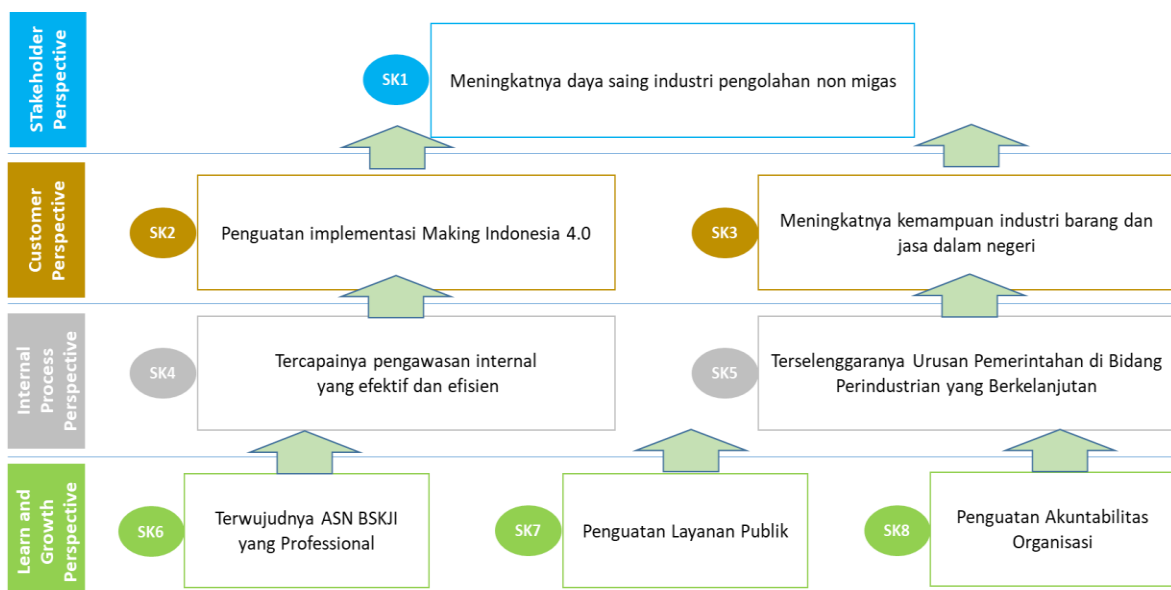 STakeholder
Perspective
SK1
Meningkatnya daya saing industri pengolahan non migas
Customer
Perspective
SK2
Penguatan implementasi Making Indonesia 4.0
SK3
Meningkatnya kemampuan industri barang dan
jasa dalam negeri
Internal
Process
Perspective
SK4
Tercapainya pengawasan internal
yang efektif dan efisien
SK5
Terselenggaranya Urusan Pemerintahan di Bidang
Perindustrian yang Berkelanjutan
Learn and
Growth
Perspective
SK6
Terwujudnya ASN BSKJI
yang Professional
SK7
Penguatan Layanan Publik
SK8
Penguatan Akuntabilitas
Organisasi